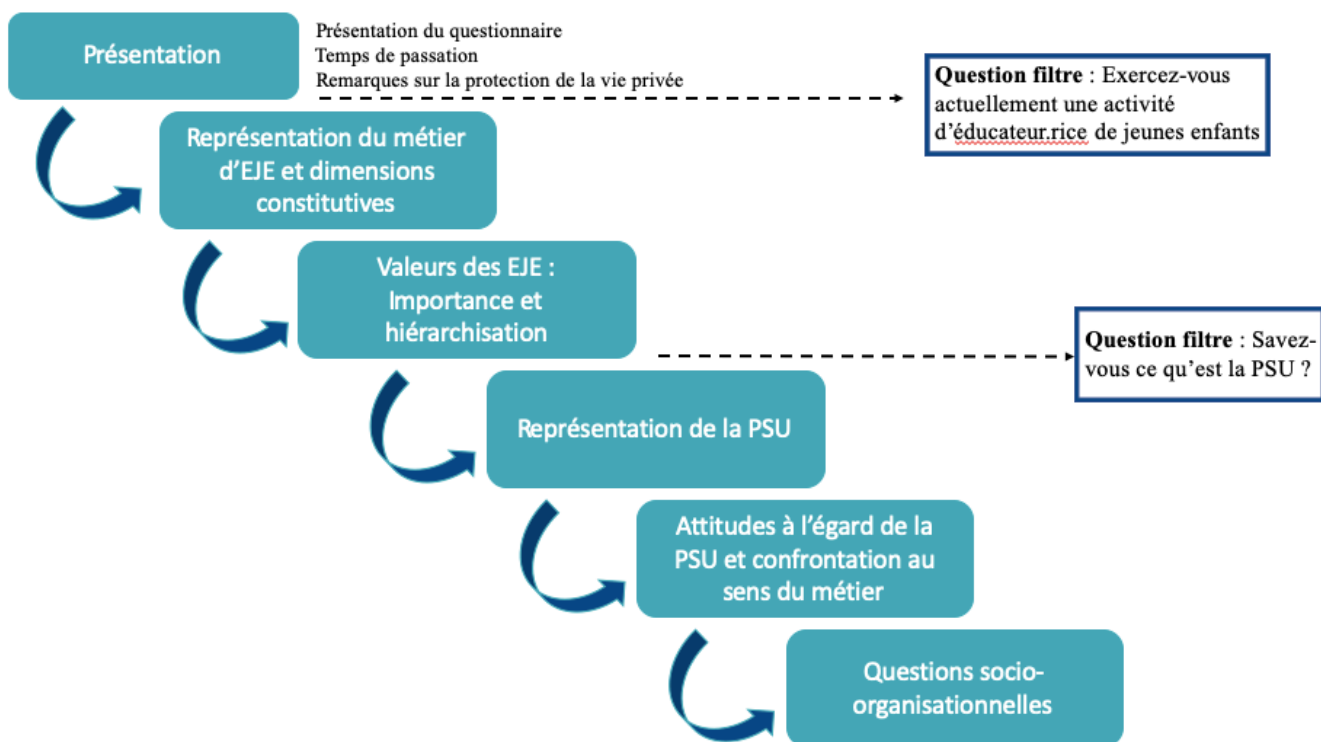 Présentation
Présentation du questionnaire
Temps de passation
Remarques sur la protection de la vie privée
Question filtre : Exercez-vous
actuellement une activité
d'éducateur.rice de jeunes enfants
Représentation du métier
d'EJE et dimensions
constitutives
Valeurs des EJE :
Importance et
hiérarchisation
Question filtre : Savez-
vous ce qu'est la PSU ?
Représentation de la PSU
Attitudes à l'égard de la
PSU et confrontation au
sens du métier
Questions socio-
organisationnelles